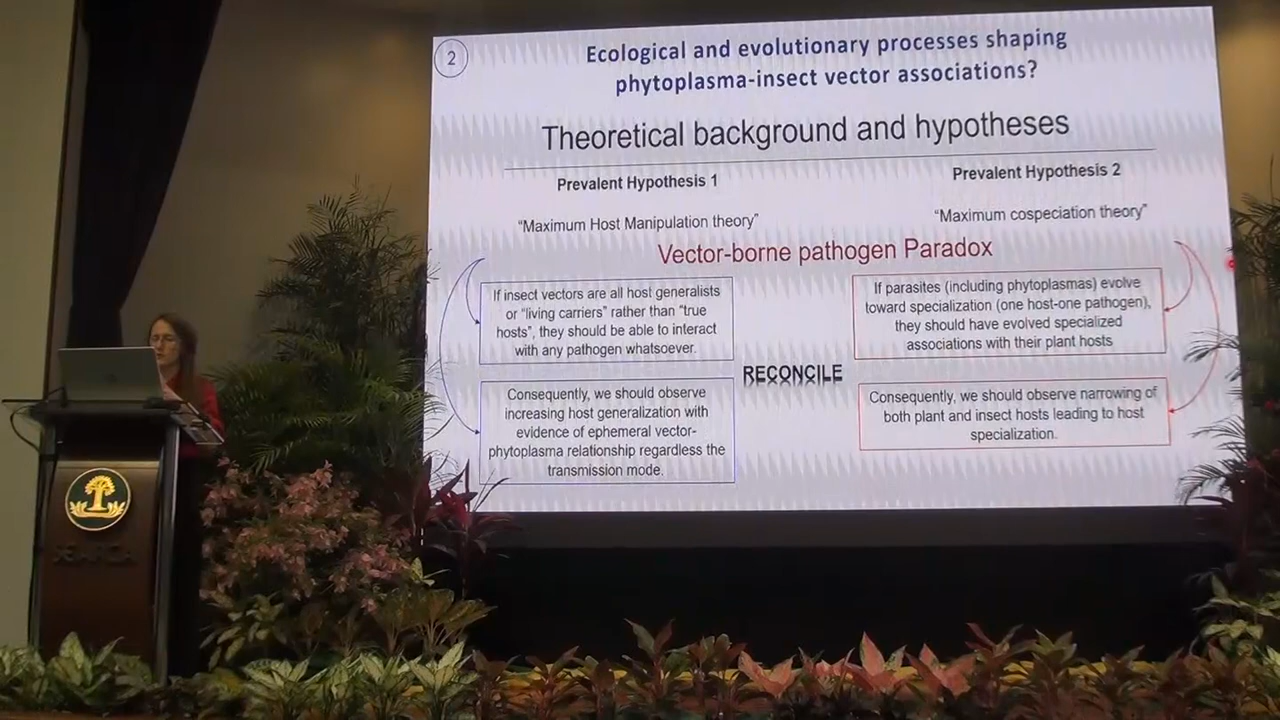 2
Ecological and evolutionary processes shaping
phytoplasma-insect vector associations?
Theoretical background and hypotheses
Prevalent Hypothesis 1
“Maximum Host Manipulation theory”
Prevalent Hypothesis 2
“Maximum cospeciation theory”
Vector-borne pathogen Paradox
If insect vectors are all host generalists
or “living carriers” rather than “true
hosts”, they should be able to interact
with any pathogen whatsoever.
Consequently, we should observe
increasing host generalization with
evidence of ephemeral vector-
phytoplasma relationship regardless the
transmission mode.
RECONCILE
If parasites (including phytoplasmas) evolve
toward specialization (one host-one pathogen),
they should have evolved specialized
associations with their plant hosts
Consequently, we should observe narrowing of
both plant and insect hosts leading to host
specialization.
SEARCA